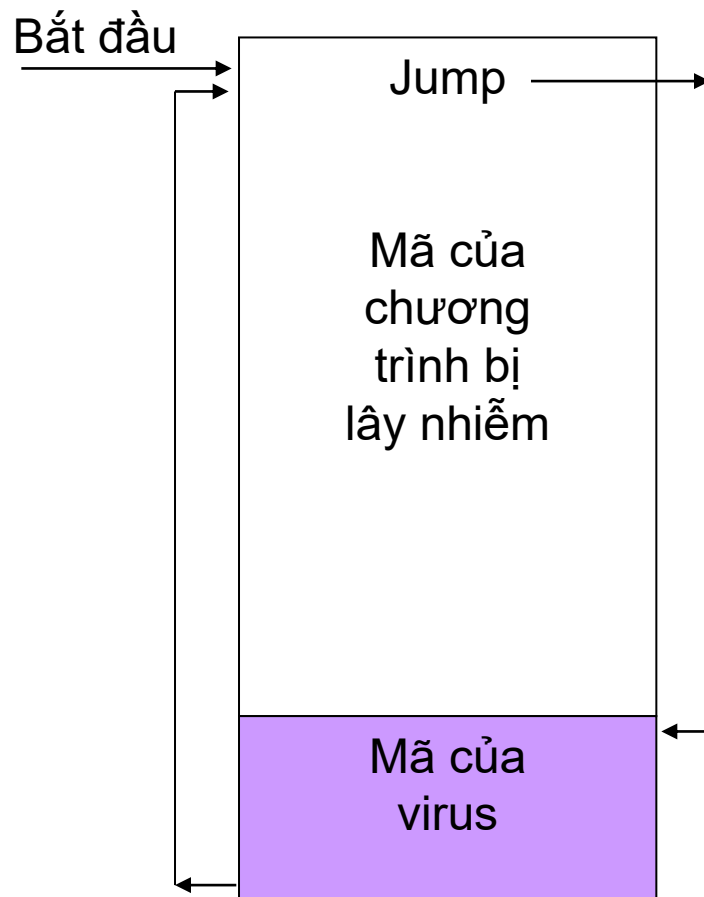 Bắt đầu
Jump
Mã của
chương
trình bị
lây nhiễm
Mã của
virus